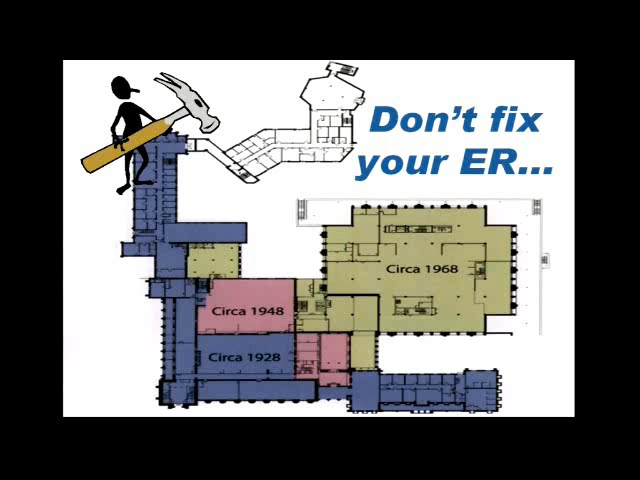 Don't fix
your ER...
Circa 1968
Circa 1948
Circa 1928